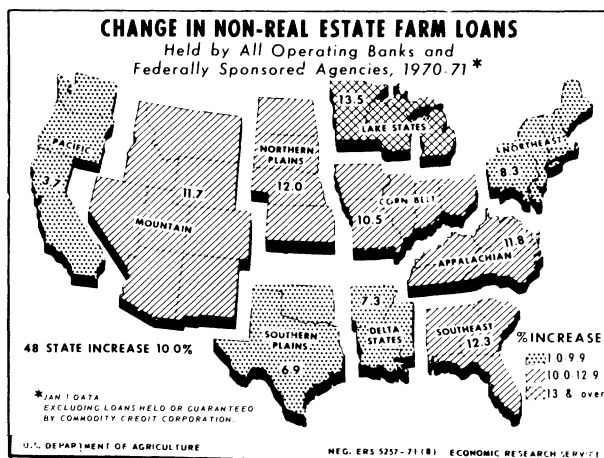 CHANGE IN NON-REAL ESTATE FARM LOANS
Held by All Operating Banks and
Federally Sponsored Agencies, 1970-71*
PACIFIC
3.7
MOUNTAIN
11.7
NORTHERN
PLAINS
12.0
13.5
LAKE STATES
CORN BELT
10.5
NORTHEAST
8.3
11.8
APPALACHIAN
SOUTHEAST
12.3
7.3
DELTA
STATES
SOUTHERN
PLAINS
6.9
48 STATE INCREASE 10.0%
% INCREASE
1.0-9.9
10.0-12.9
13 & over
*JAN 1 DATA
EXCLUDING LOANS HELD OR GUARANTEED
BY COMMODITY CREDIT CORPORATION.
U.S. DEPARTMENT OF AGRICULTURE
NEG. ERS 5257-71 (8) ECONOMIC RESEARCH SERVICE